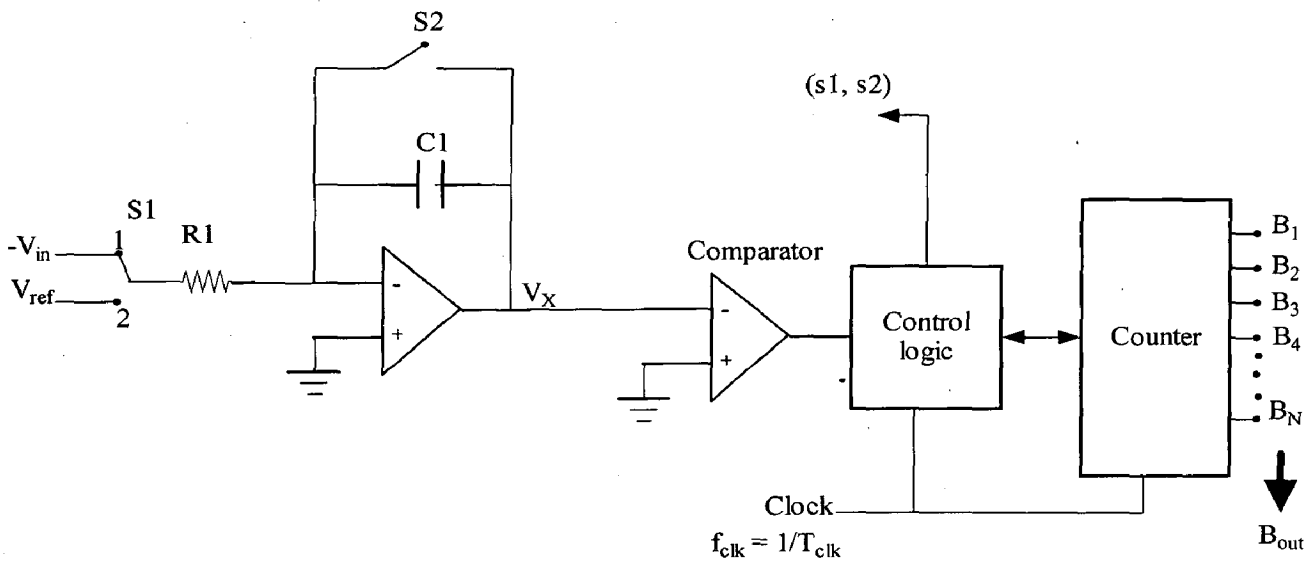 S2
(s1, s2)
C1
S1
1
R1
-V_in
V_ref
2
-
+
V_X
Comparator
-
+
Control
logic
Counter
B_1
B_2
B_3
B_4
B_N
Clock
f_clk = 1/T_clk
B_out